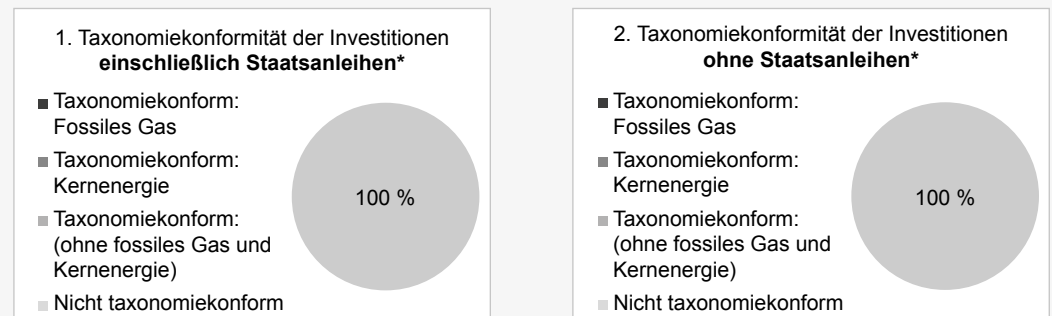 1. Taxonomiekonformität der Investitionen
einschließlich Staatsanleihen*
Taxonomiekonform:
Fossiles Gas
Taxonomiekonform:
Kernenergie
Taxonomiekonform:
(ohne fossiles Gas und
Kernenergie)
Nicht taxonomiekonform
100 %
2. Taxonomiekonformität der Investitionen
ohne Staatsanleihen*
Taxonomiekonform:
Fossiles Gas
Taxonomiekonform:
Kernenergie
Taxonomiekonform:
(ohne fossiles Gas und
Kernenergie)
Nicht taxonomiekonform
100 %